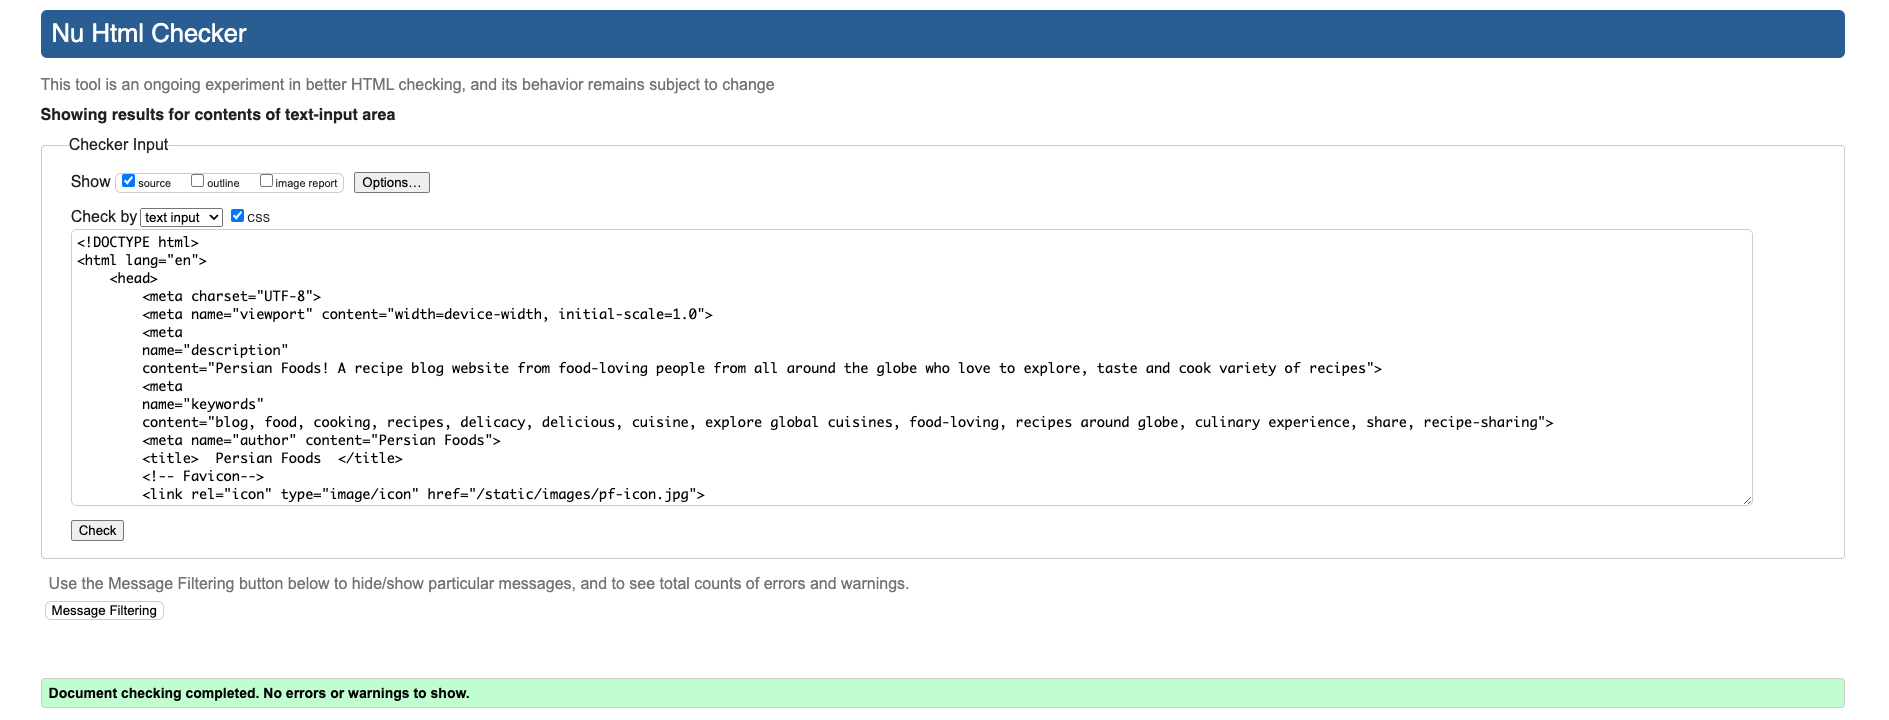 Nu Html Checker
This tool is an ongoing experiment in better HTML checking, and its behavior remains subject to change
Showing results for contents of text-input area
Checker Input
Show source outline image report Options...
Check by text input css
<!DOCTYPE html>
<html lang="en">
    <head>
        <meta charset="UTF-8">
        <meta name="viewport" content="width=device-width, initial-scale=1.0">
        <meta
        name="description"
        content="Persian Foods! A recipe blog website from food-loving people from all around the globe who love to explore, taste and cook variety of recipes">
        <meta
        name="keywords"
        content="blog, food, cooking, recipes, delicacy, delicious, cuisine, explore global cuisines, food-loving, recipes around globe, culinary experience, share, recipe-sharing">
        <meta name="author" content="Persian Foods">
        <title>  Persian Foods  </title>
        <!-- Favicon-->
        <link rel="icon" type="image/icon" href="/static/images/pf-icon.jpg">
Check
Use the Message Filtering button below to hide/show particular messages, and to see total counts of errors and warnings.
Message Filtering
Document checking completed. No errors or warnings to show.